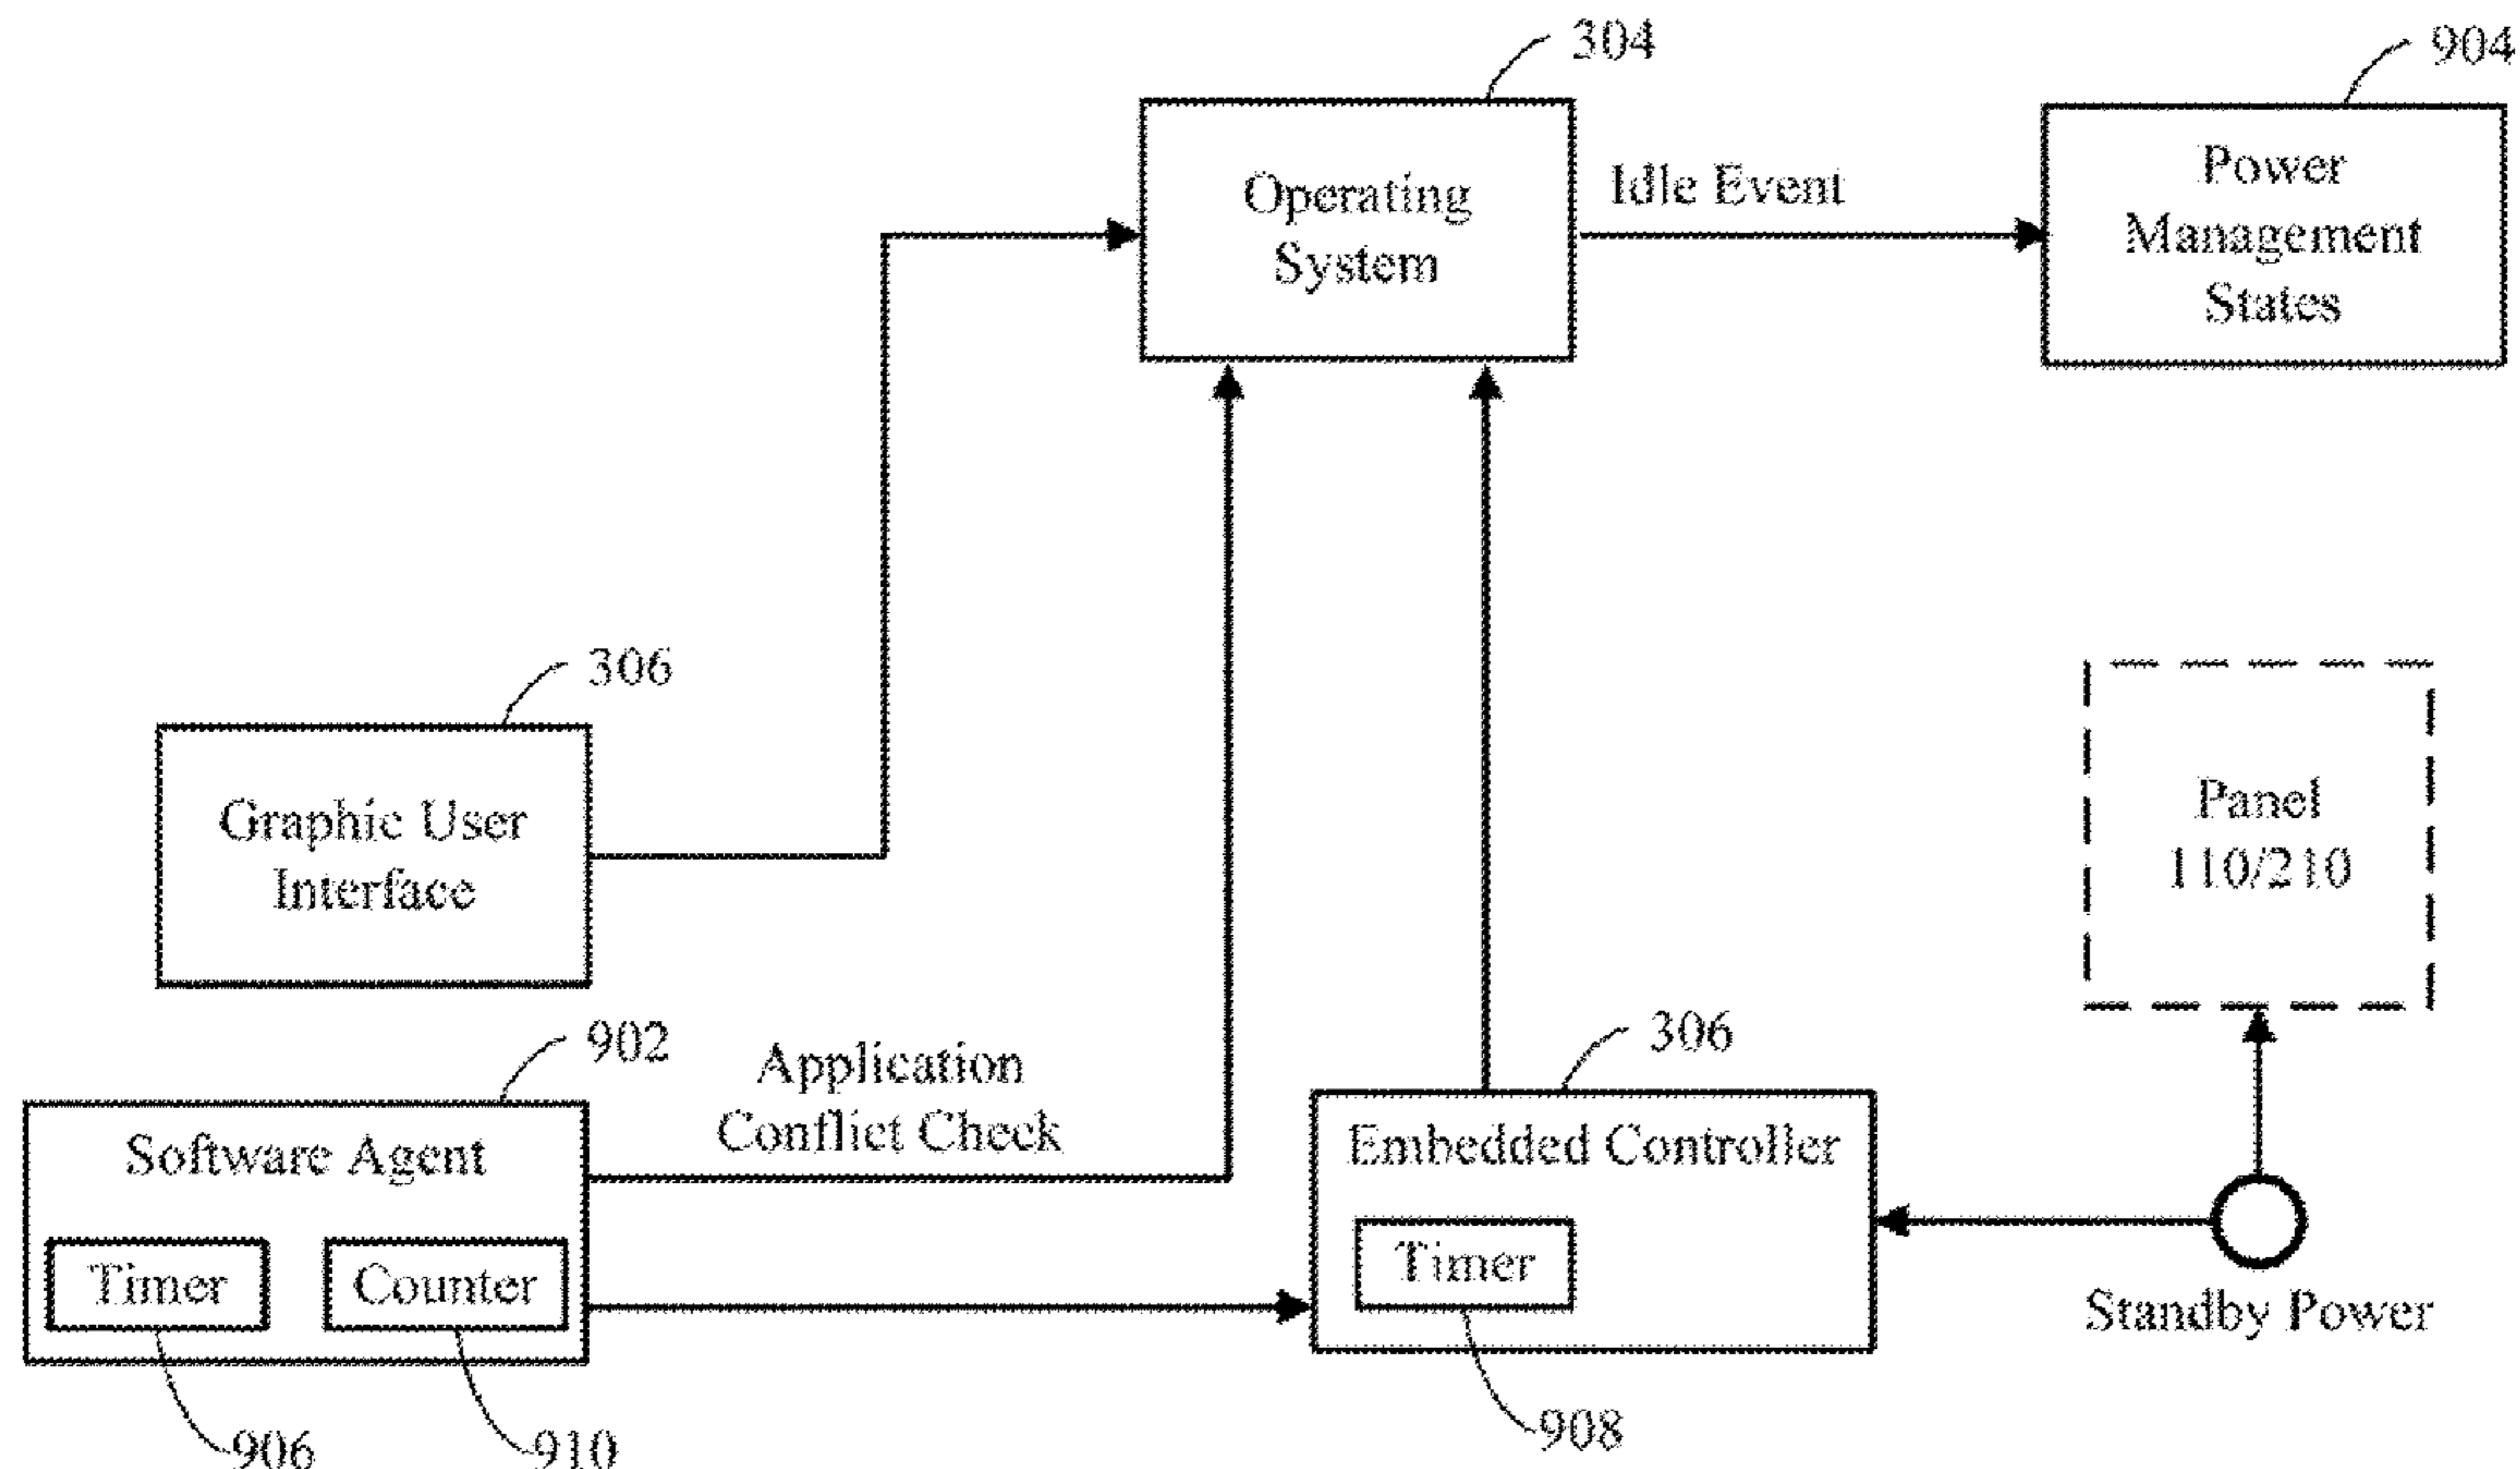 304
904
Operating
System
Idle Event
Power
Management
States
306
Graphic User
Interface
Panel
110/210
902
Application
Conflict Check
306
Software Agent
Timer
Counter
Embedded Controller
Timer
Standby Power
906
910
908